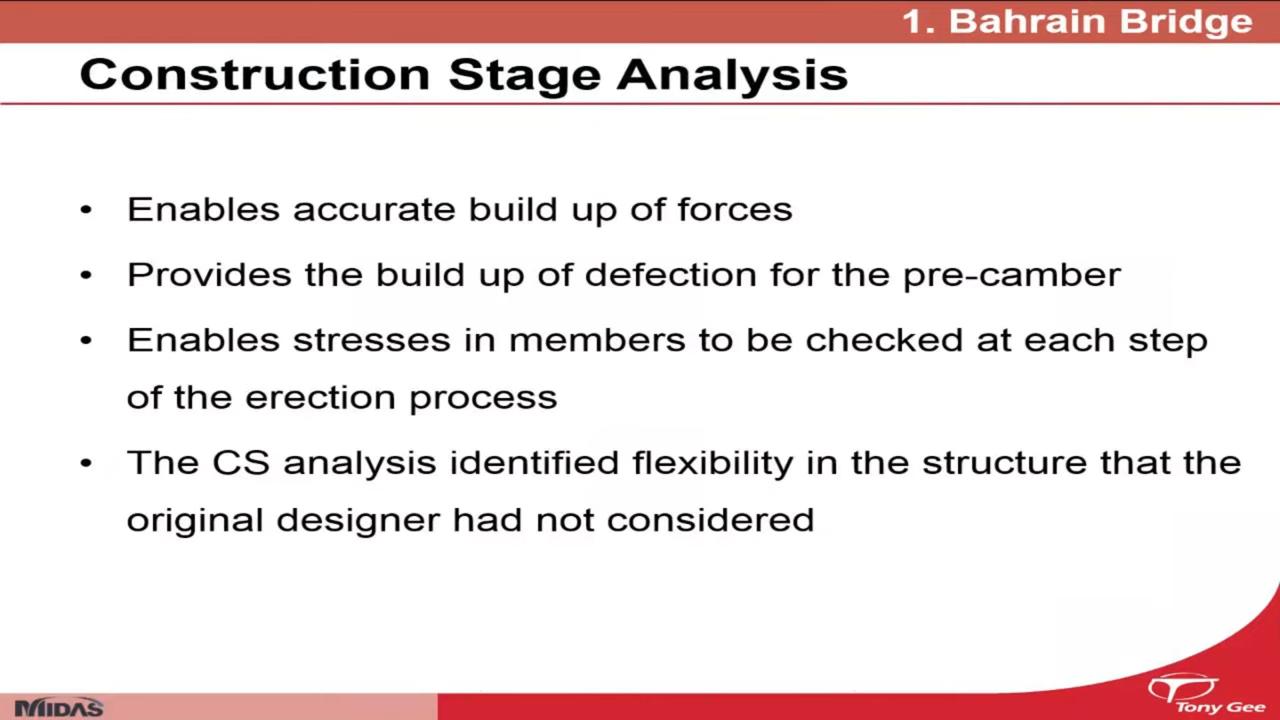 1. Bahrain Bridge
Construction Stage Analysis
• Enables accurate build up of forces
• Provides the build up of defection for the pre-camber
• Enables stresses in members to be checked at each step
of the erection process
• The CS analysis identified flexibility in the structure that the
original designer had not considered
MIDAS
Tony Gee